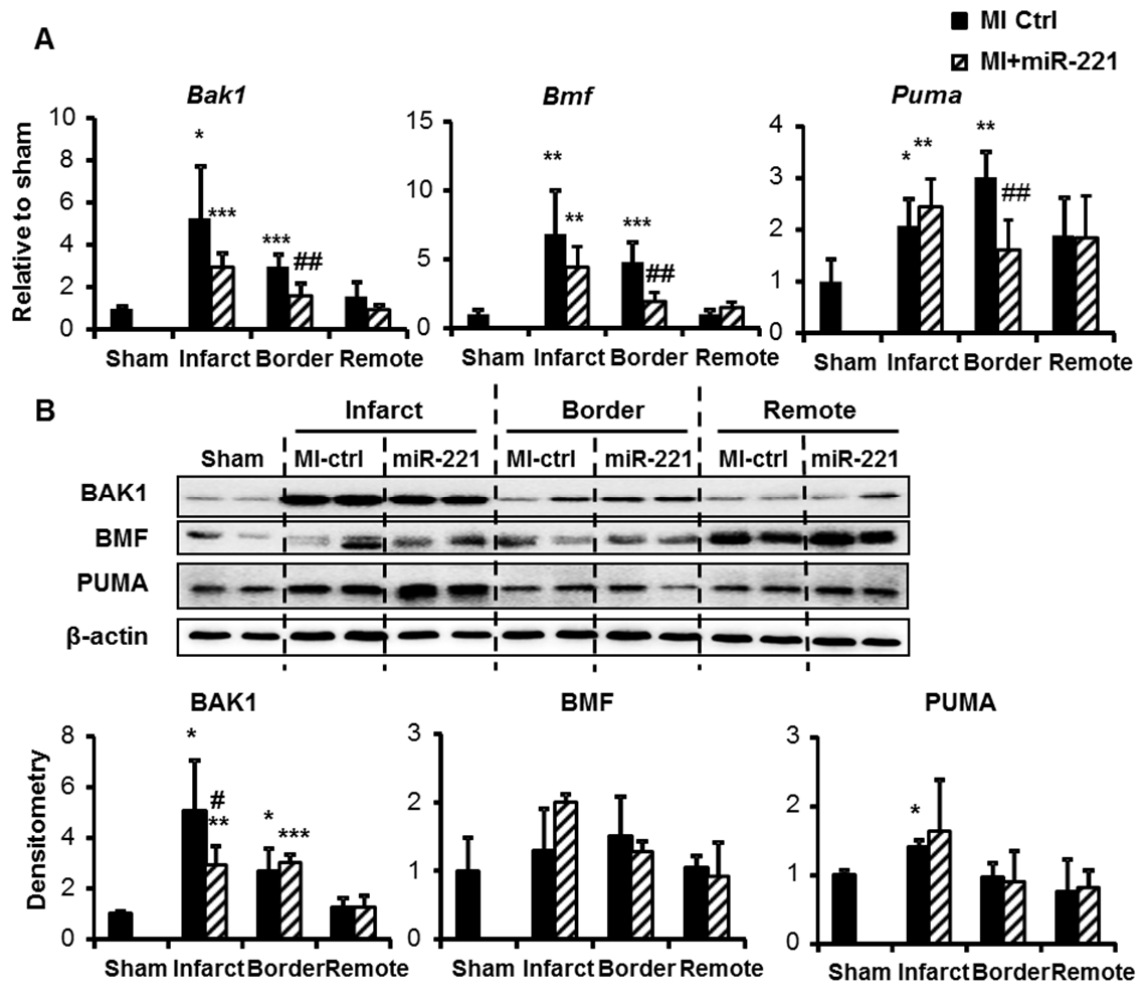 A
MI Ctrl
MI+miR-221
Bak1
Bmf
Puma
Relative to sham
10
8
6
4
2
0
*
***
***
##
Sham Infarct Border Remote
15
10
5
0
**
**
***
##
Sham Infarct Border Remote
4
3
2
1
0
*
**
**
##
Sham Infarct Border Remote
B
Infarct Border Remote
Sham MI-ctrl miR-221 MI-ctrl miR-221 MI-ctrl miR-221
BAK1
BMF
PUMA
β-actin
BAK1
BMF
PUMA
Densitometry
8
6
4
2
0
*
#
**
*
***
Sham Infarct Border Remote
3
2
1
0
Sham Infarct Border Remote
3
2
1
0
*
Sham Infarct Border Remote